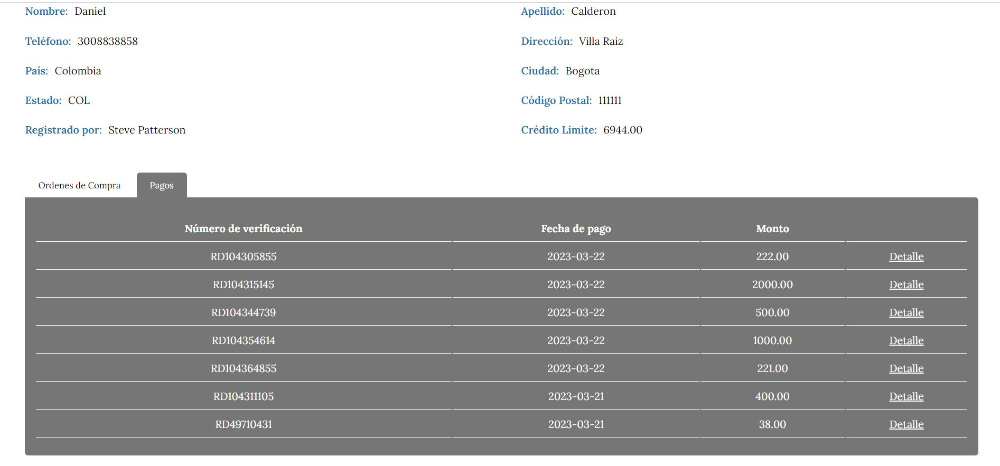 Nombre: Daniel Apellido: Calderon
Teléfono: 3008838858 Dirección: Villa Raiz
País: Colombia Ciudad: Bogota
Estado: COL Código Postal: 111111
Registrado por: Steve Patterson Crédito Limite: 6944.00
Ordenes de Compra Pagos
Número de verificación Fecha de pago Monto
RD104305855 2023-03-22 222.00 Detalle
RD104315145 2023-03-22 2000.00 Detalle
RD104344739 2023-03-22 500.00 Detalle
RD104354614 2023-03-22 1000.00 Detalle
RD104364855 2023-03-22 221.00 Detalle
RD104311105 2023-03-21 400.00 Detalle
RD49710431 2023-03-21 38.00 Detalle